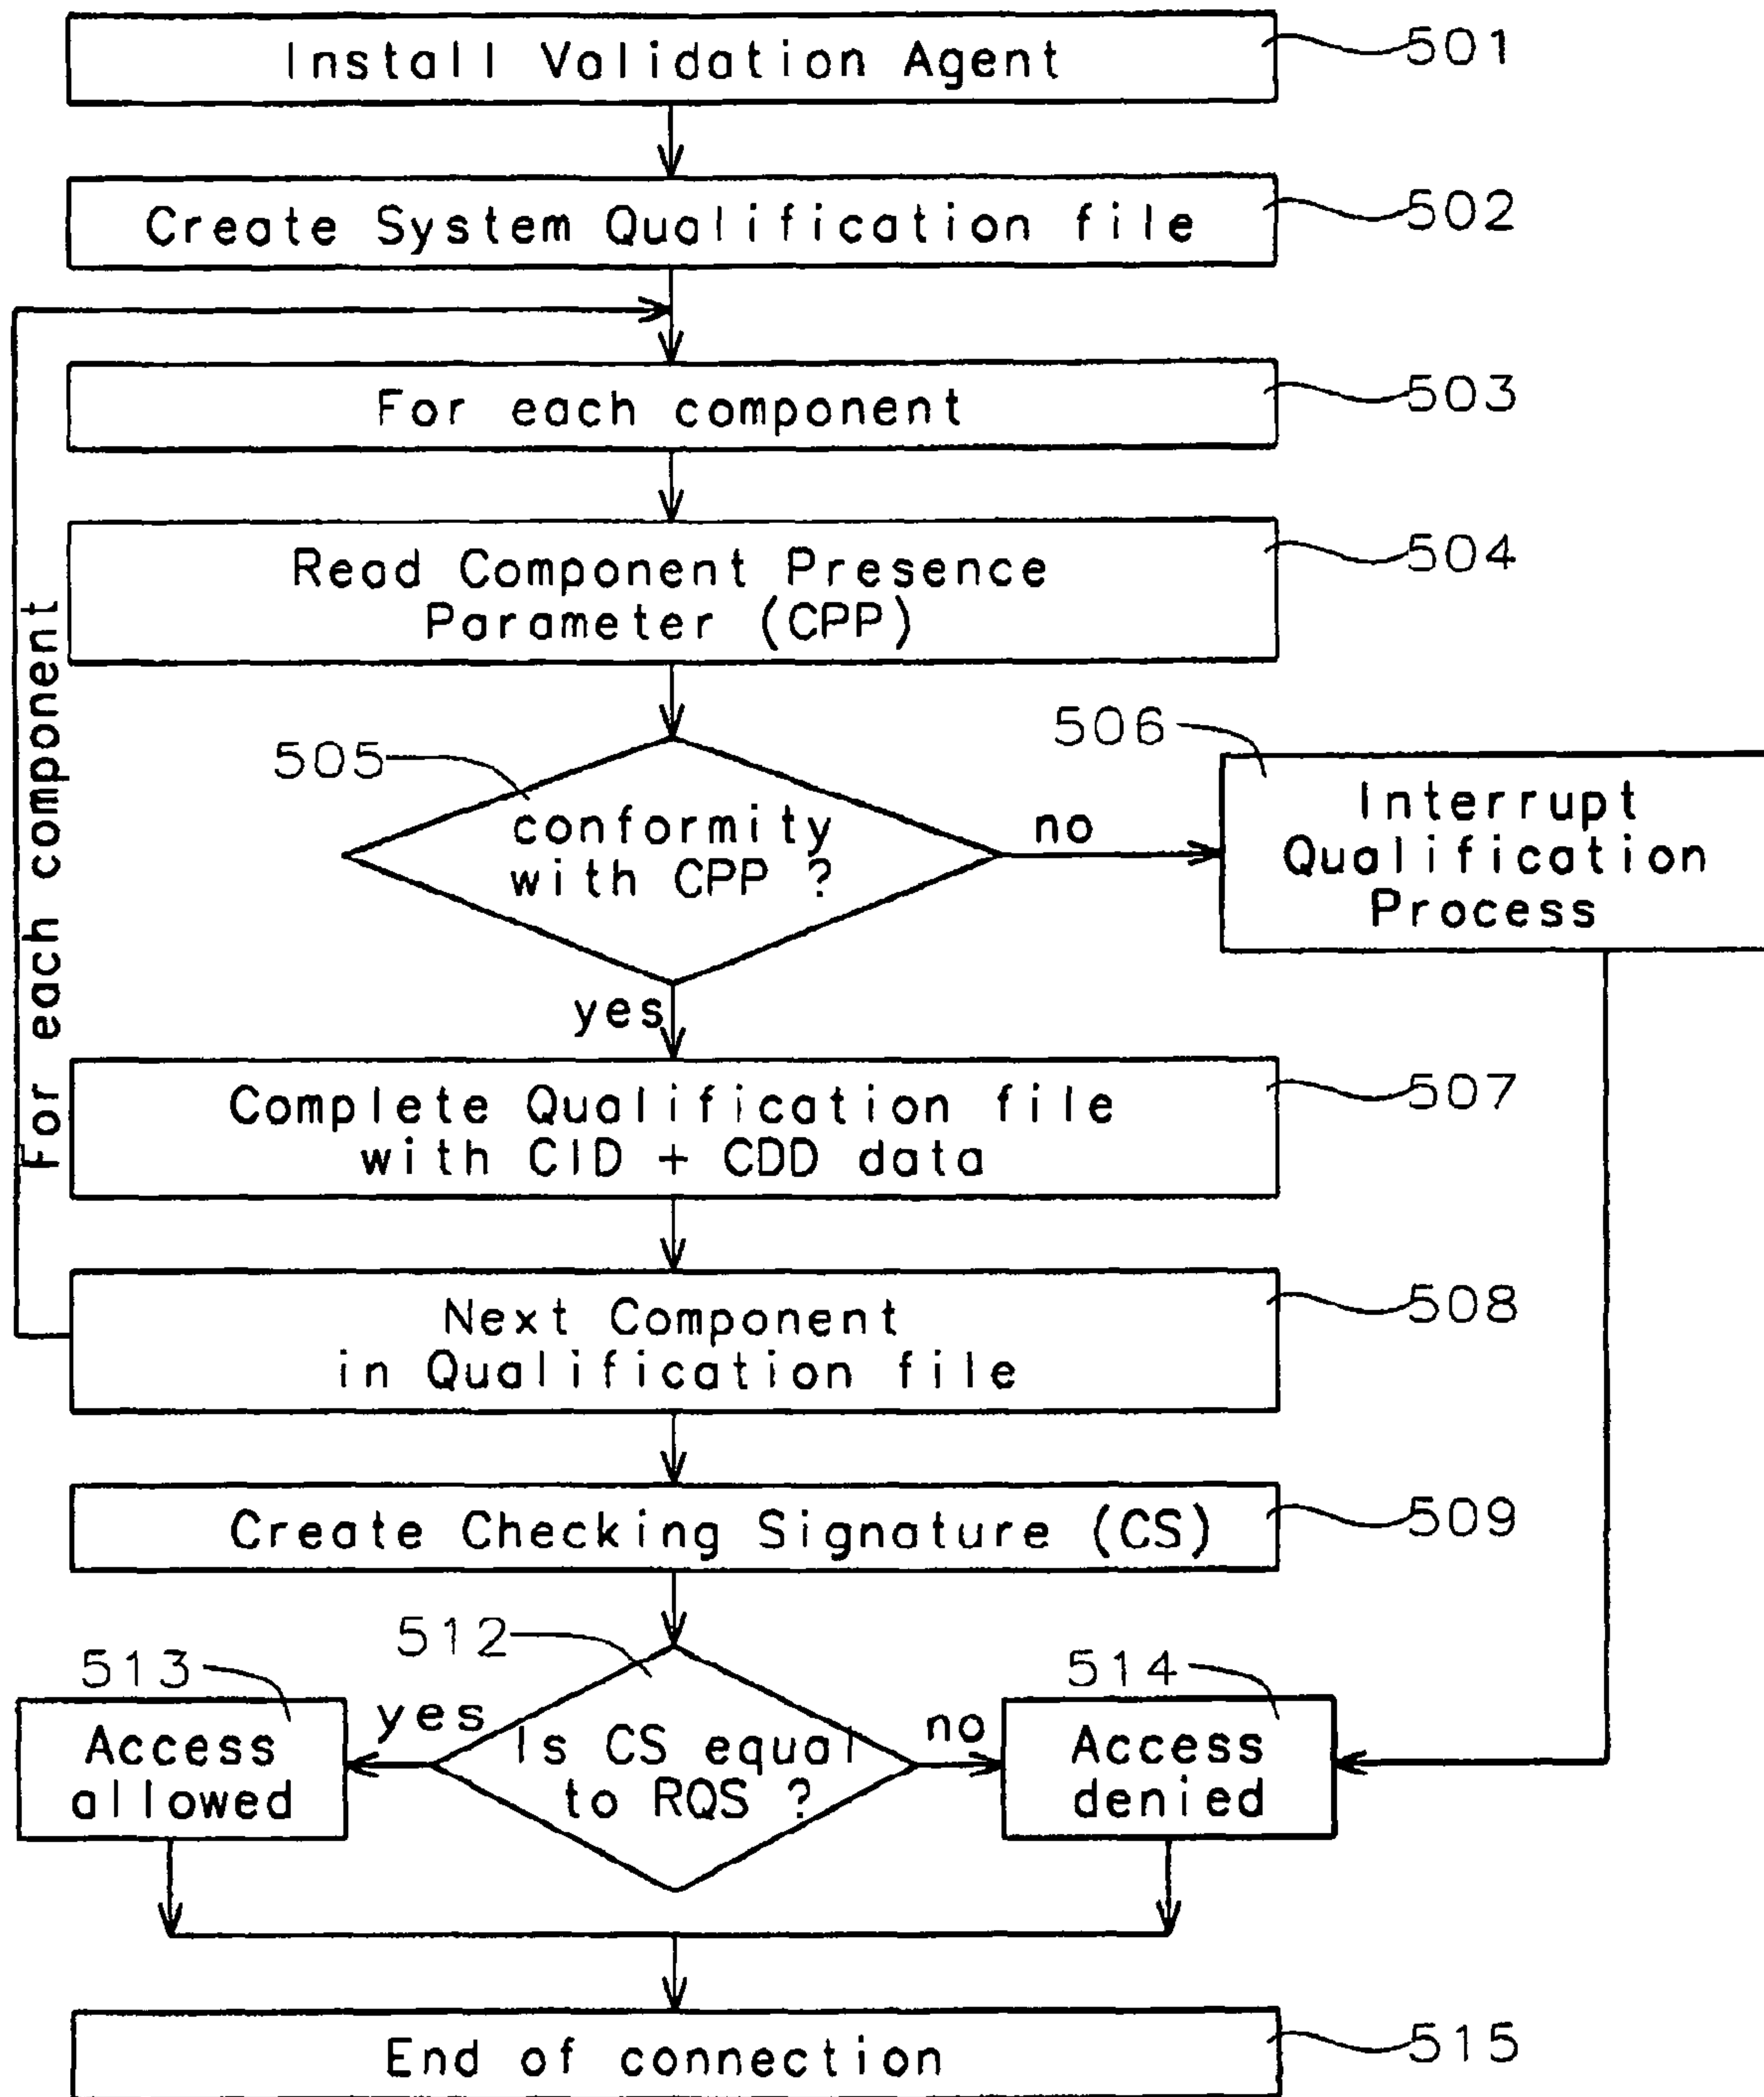 Install Validation Agent
501
Create System Qualification file
502
For each component
503
Read Component Presence
Parameter (CPP)
504
For each component
505
conformity
with CPP ?
no
506
Interrupt
Qualification
Process
yes
Complete Qualification file
with CID + CDD data
507
Next Component
in Qualification file
508
Create Checking Signature (CS)
509
512
Is CS equal
to RQS ?
yes
513
Access
allowed
no
514
Access
denied
End of connection
515